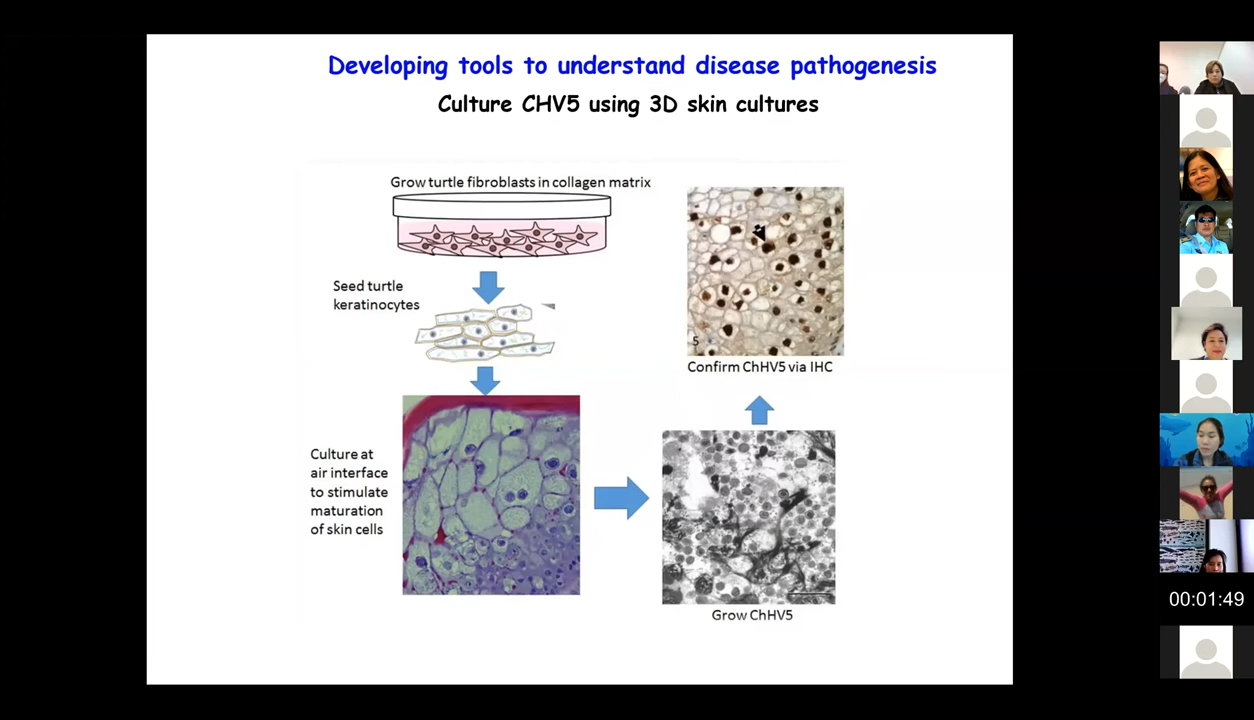 Developing tools to understand disease pathogenesis
Culture CHV5 using 3D skin cultures
Grow turtle fibroblasts in collagen matrix
Seed turtle
keratinocytes
Culture at
air interface
to stimulate
maturation
of skin cells
5
Confirm ChHV5 via IHC
Grow ChHV5
00:01:49